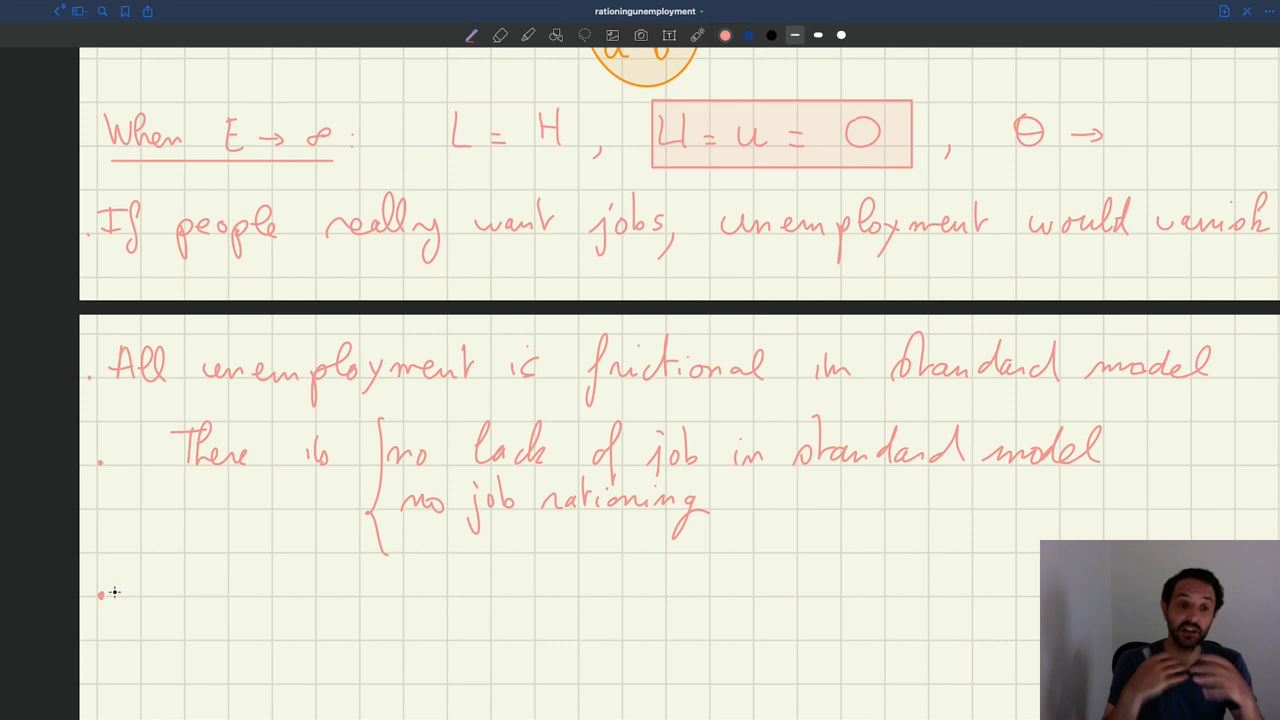 rationingunemployment
When E → ∞ : L = H , U = u = 0 , θ →
. If people really want jobs, unemployment would vanish
. All unemployment is frictional in standard model
. There is { no lack of job in standard model
no job rationing